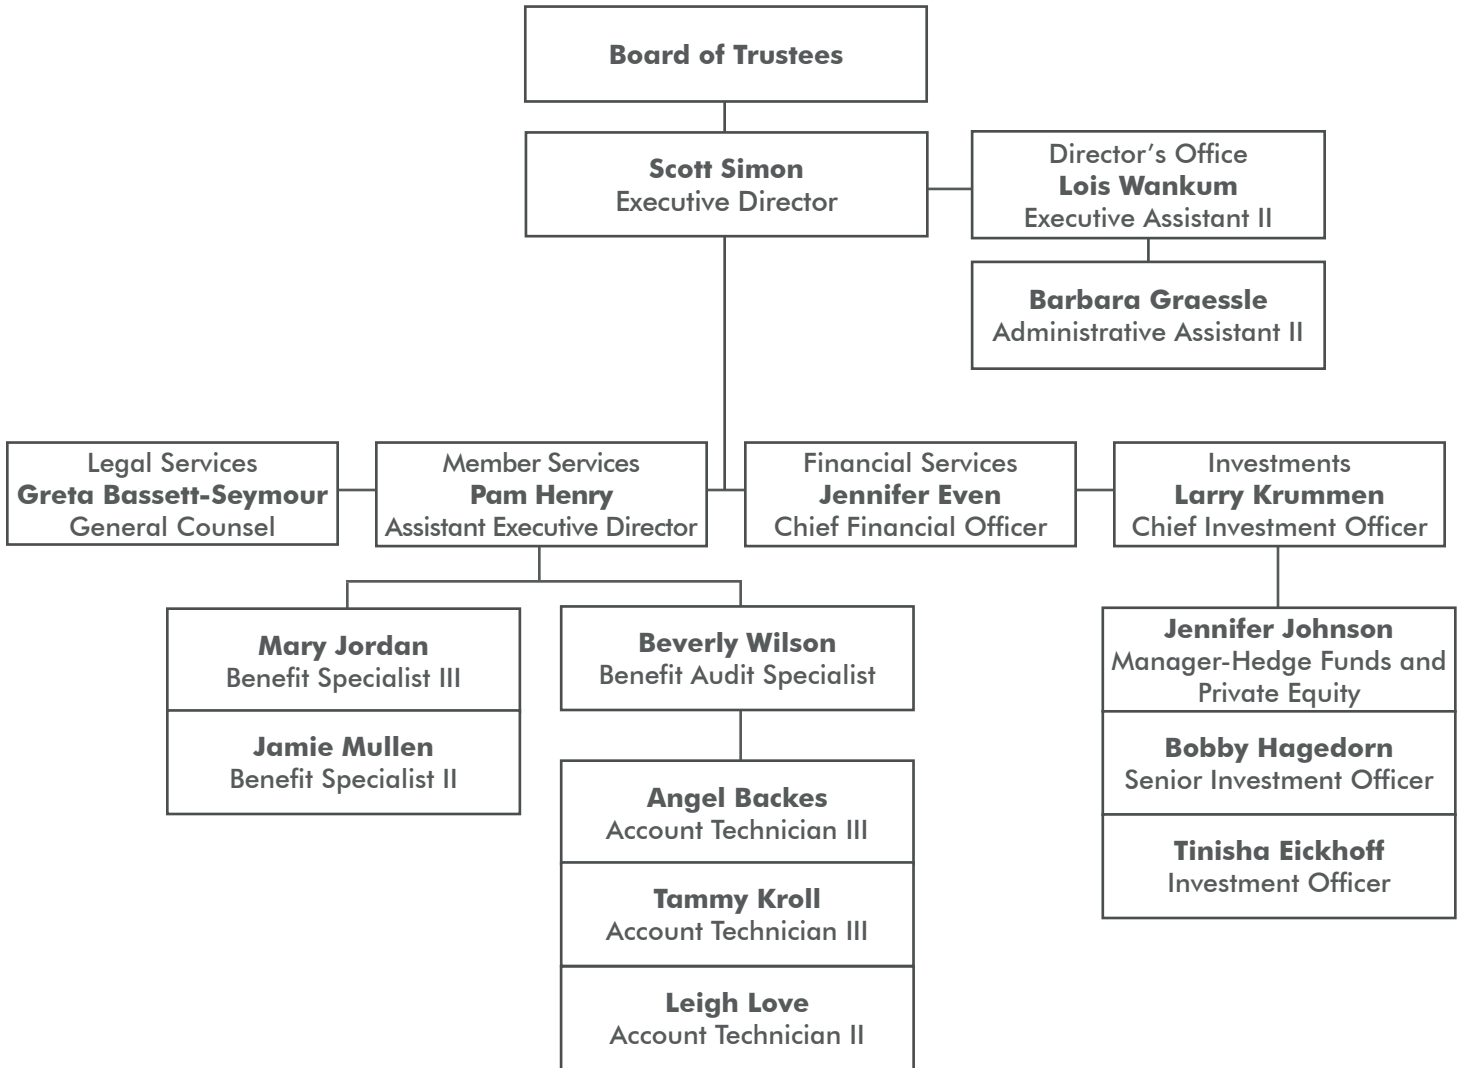 Board of Trustees
Scott Simon
Executive Director
Director's Office
Lois Wankum
Executive Assistant II
Barbara Graessle
Administrative Assistant II
Legal Services
Greta Bassett-Seymour
General Counsel
Member Services
Pam Henry
Assistant Executive Director
Financial Services
Jennifer Even
Chief Financial Officer
Investments
Larry Krummen
Chief Investment Officer
Mary Jordan
Benefit Specialist III
Jamie Mullen
Benefit Specialist II
Beverly Wilson
Benefit Audit Specialist
Angel Backes
Account Technician III
Tammy Kroll
Account Technician III
Leigh Love
Account Technician II
Jennifer Johnson
Manager-Hedge Funds and
Private Equity
Bobby Hagedorn
Senior Investment Officer
Tinisha Eickhoff
Investment Officer